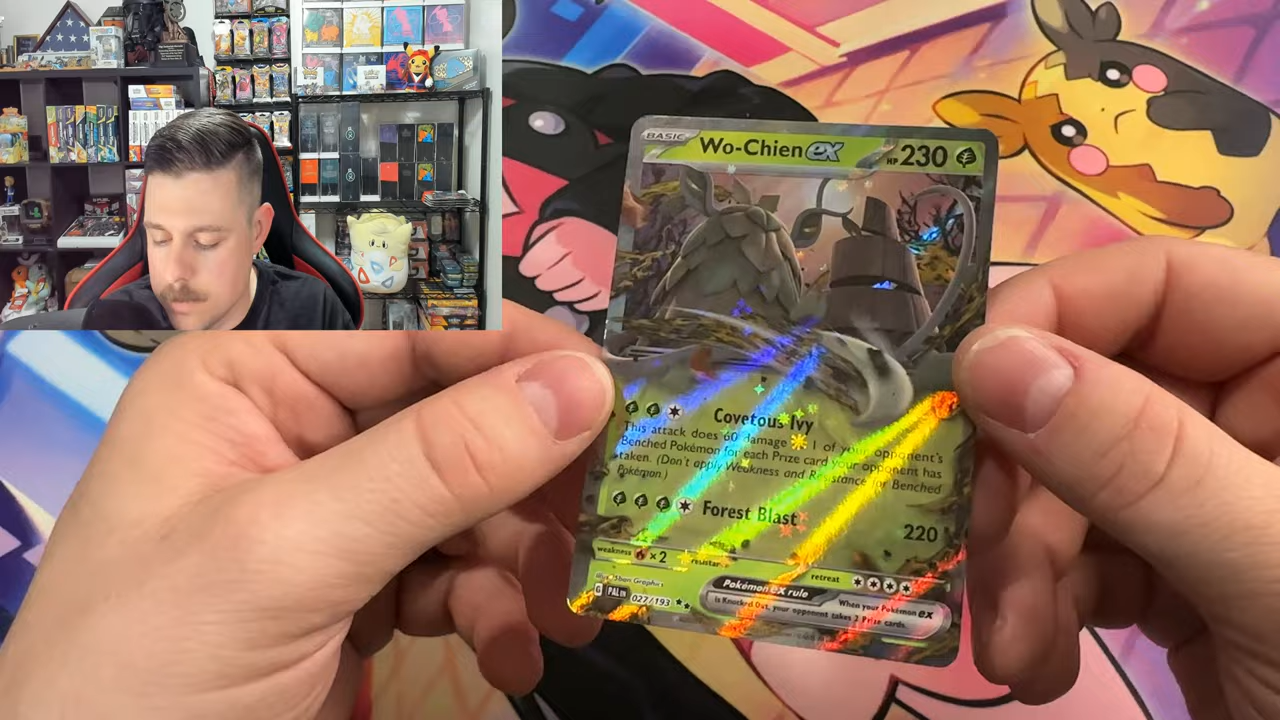 BASIC
Wo-Chien ex HP 230
Covetous Ivy
This attack does 60 damage 1 of your opponent's
Benched Pokémon for each Prize card your opponent has
taken. (Don't apply Weakness and Resistance for Benched
Pokémon.)
Forest Blast 220
weakness ×2 resistance
retreat
Pokémon ex rule
When your Pokémon ex
is Knocked Out, your opponent takes 2 Prize cards.
G PAL EN 027/193